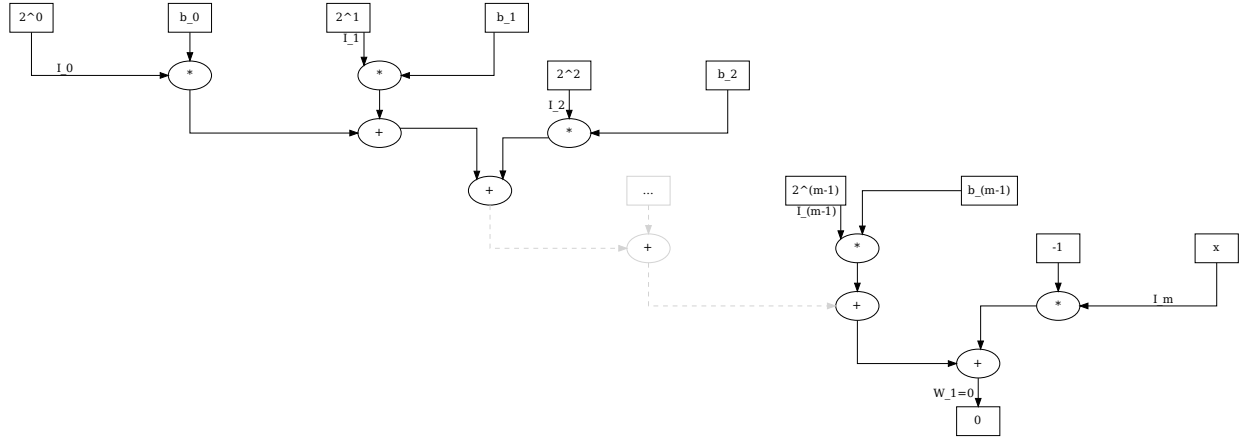 2^0
b_0
2^1
b_1
I_1
I_0
*
*
2^2
b_2
I_2
+
*
+
...
2^(m-1)
b_(m-1)
I_(m-1)
+
*
-1
x
+
*
I_m
+
W_1=0
0